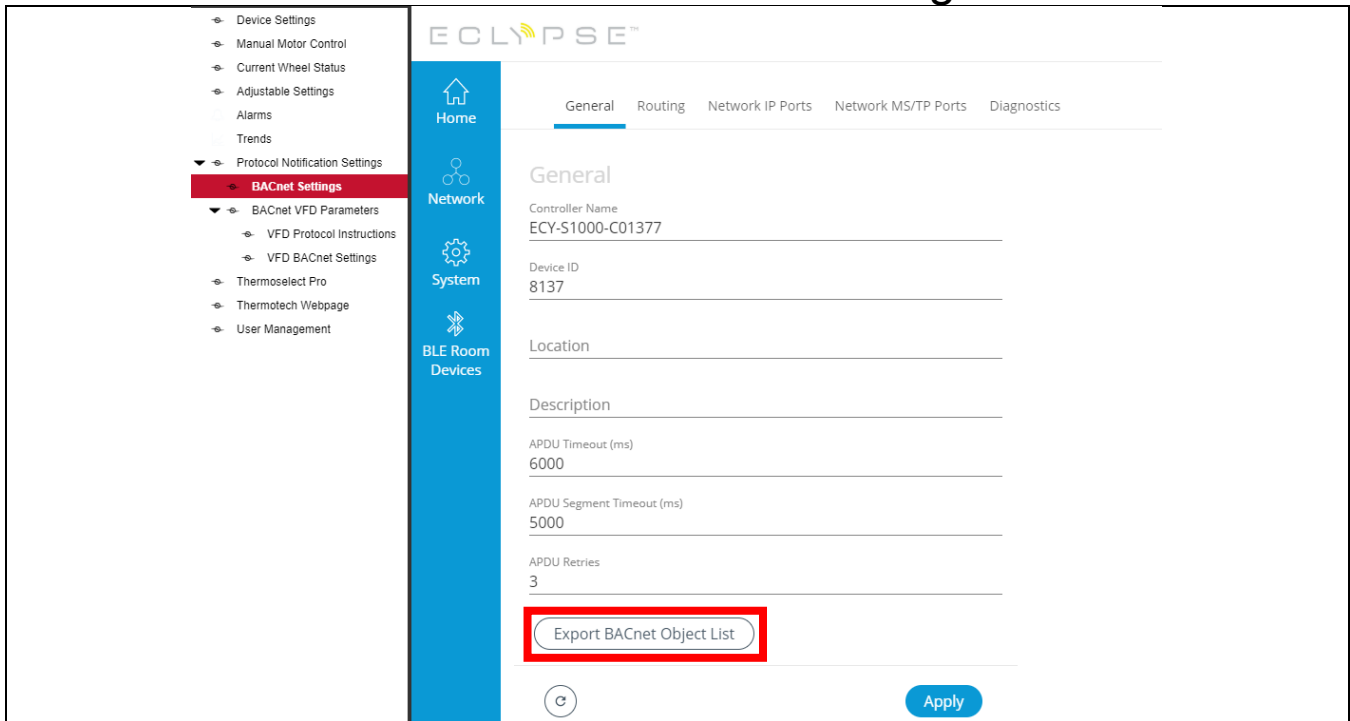 Device Settings
Manual Motor Control
Current Wheel Status
Adjustable Settings
Alarms
Trends
Protocol Notification Settings
BACnet Settings
BACnet VFD Parameters
VFD Protocol Instructions
VFD BACnet Settings
Thermoselect Pro
Thermotech Webpage
User Management
ECLYPSE™
Home
Network
System
BLE Room
Devices
General Routing Network IP Ports Network MS/TP Ports Diagnostics
General
Controller Name
ECY-S1000-C01377
Device ID
8137
Location
Description
APDU Timeout (ms)
6000
APDU Segment Timeout (ms)
5000
APDU Retries
3
Export BACnet Object List
Apply